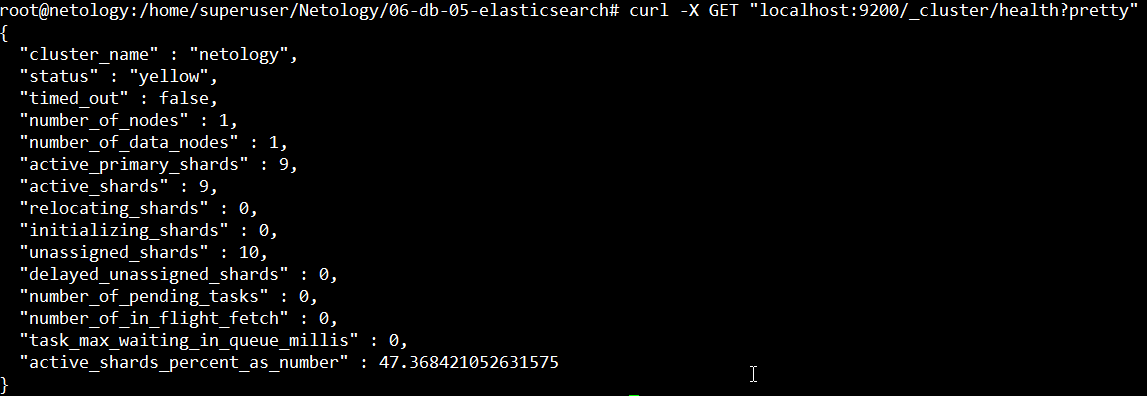 root@netology:/home/superuser/Netology/06-db-05-elasticsearch# curl -X GET "localhost:9200/_cluster/health?pretty"
{
  "cluster_name" : "netology",
  "status" : "yellow",
  "timed_out" : false,
  "number_of_nodes" : 1,
  "number_of_data_nodes" : 1,
  "active_primary_shards" : 9,
  "active_shards" : 9,
  "relocating_shards" : 0,
  "initializing_shards" : 0,
  "unassigned_shards" : 10,
  "delayed_unassigned_shards" : 0,
  "number_of_pending_tasks" : 0,
  "number_of_in_flight_fetch" : 0,
  "task_max_waiting_in_queue_millis" : 0,
  "active_shards_percent_as_number" : 47.368421052631575
}